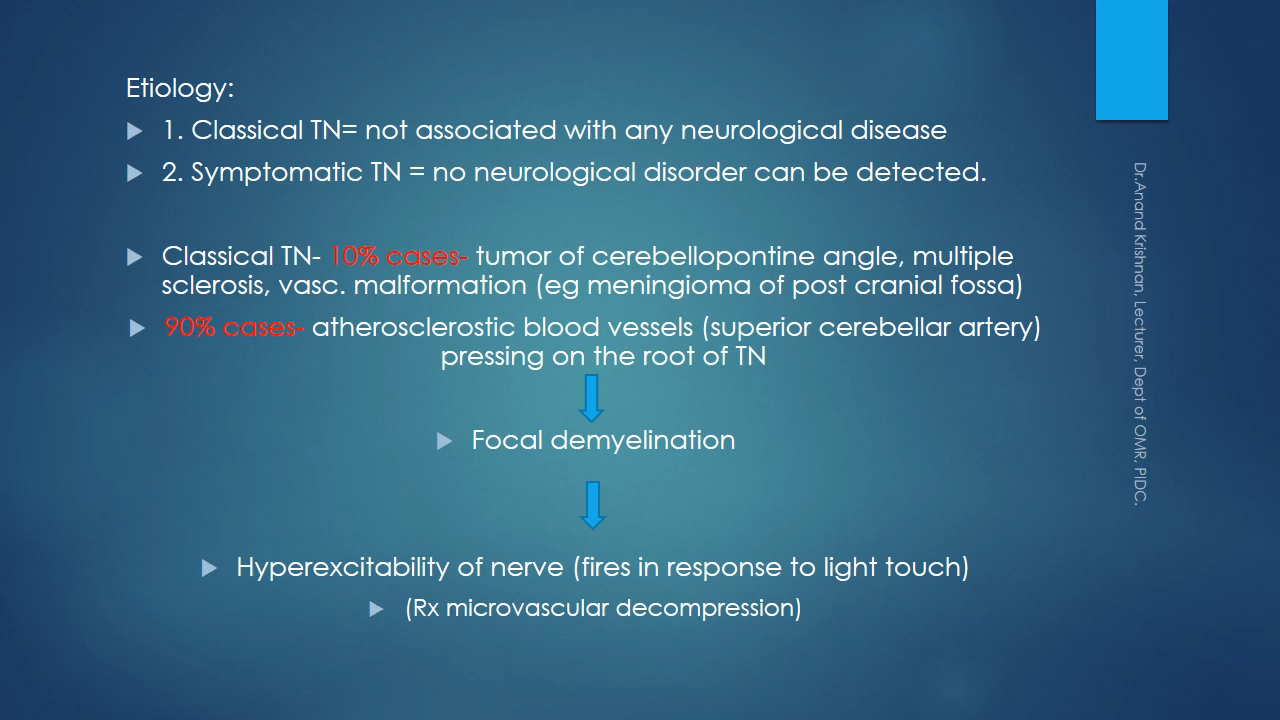 Etiology:
1. Classical TN= not associated with any neurological disease
2. Symptomatic TN = no neurological disorder can be detected.
Classical TN- 10% cases- tumor of cerebellopontine angle, multiple
sclerosis, vasc. malformation (eg meningioma of post cranial fossa)
90% cases- atherosclerostic blood vessels (superior cerebellar artery)
pressing on the root of TN
Focal demyelination
Hyperexcitability of nerve (fires in response to light touch)
(Rx microvascular decompression)
Dr.Anand Krishnan, Lecturer, Dept of OMR, PIDC.